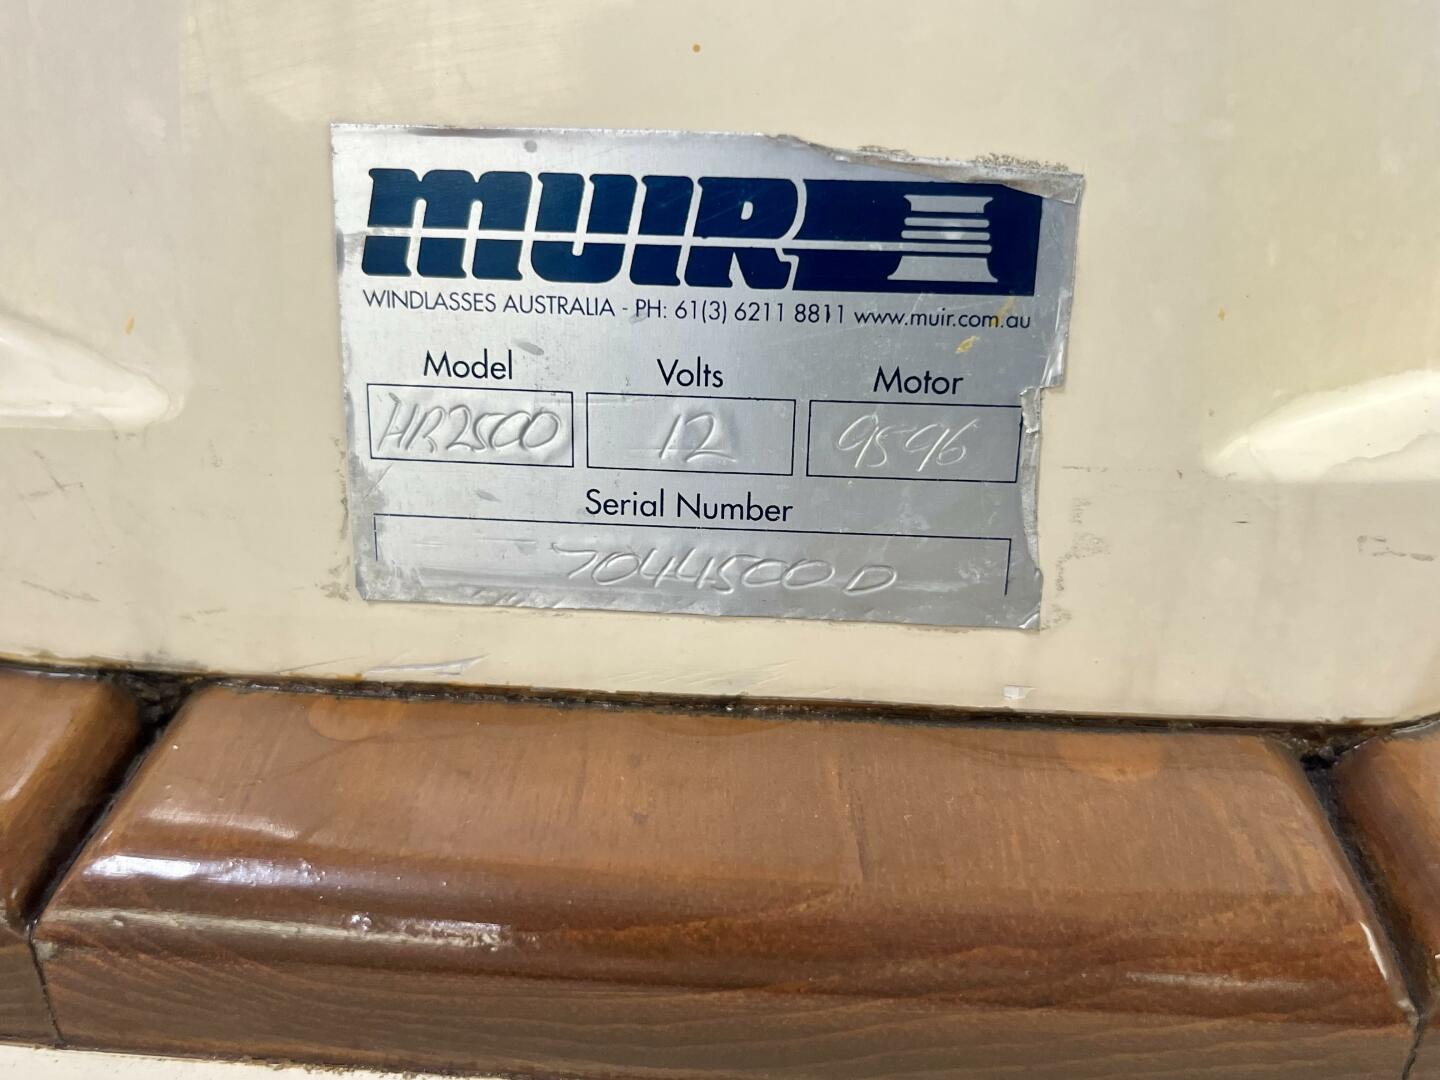 MUIR
WINDLASSES AUSTRALIA - PH: 61(3) 6211 8811 www.muir.com.au
Model Volts Motor
HR2500 12 9596
Serial Number
7044500D